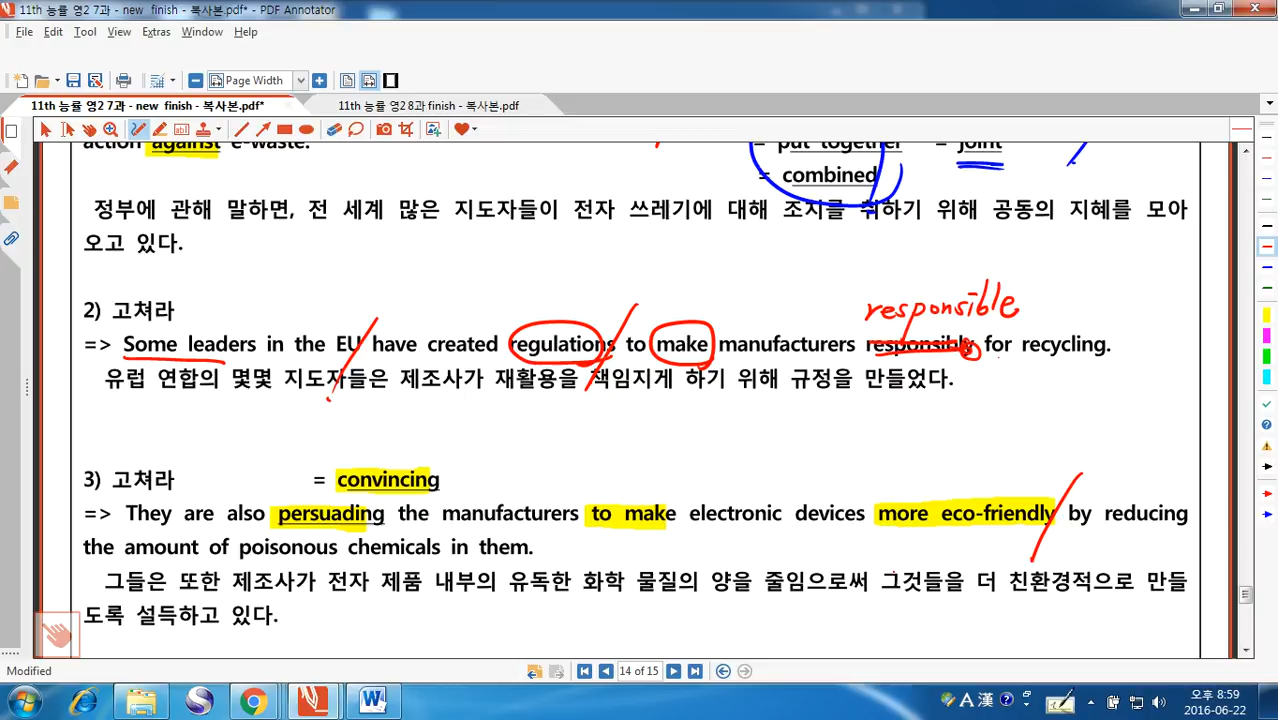 11th 능률 영2 7과 - new finish - 복사본.pdf* - PDF Annotator
File Edit Tool View Extras Window Help
Page Width
11th 능률 영2 7과 - new finish - 복사본.pdf* 11th 능률 영2 8과 finish - 복사본.pdf
action against e-waste. = put together = joint
= combined
정부에 관해 말하면, 전 세계 많은 지도자들이 전자 쓰레기에 대해 조치를 취하기 위해 공동의 지혜를 모아
오고 있다.
2) 고쳐라
responsible
=> Some leaders in the EU have created regulations to make manufacturers responsibly for recycling.
유럽 연합의 몇몇 지도자들은 제조사가 재활용을 책임지게 하기 위해 규정을 만들었다.
3) 고쳐라 = convincing
=> They are also persuading the manufacturers to make electronic devices more eco-friendly by reducing
the amount of poisonous chemicals in them.
그들은 또한 제조사가 전자 제품 내부의 유독한 화학 물질의 양을 줄임으로써 그것들을 더 친환경적으로 만들
도록 설득하고 있다.
Modified 14 of 15
A 漢 오후 8:59
2016-06-22